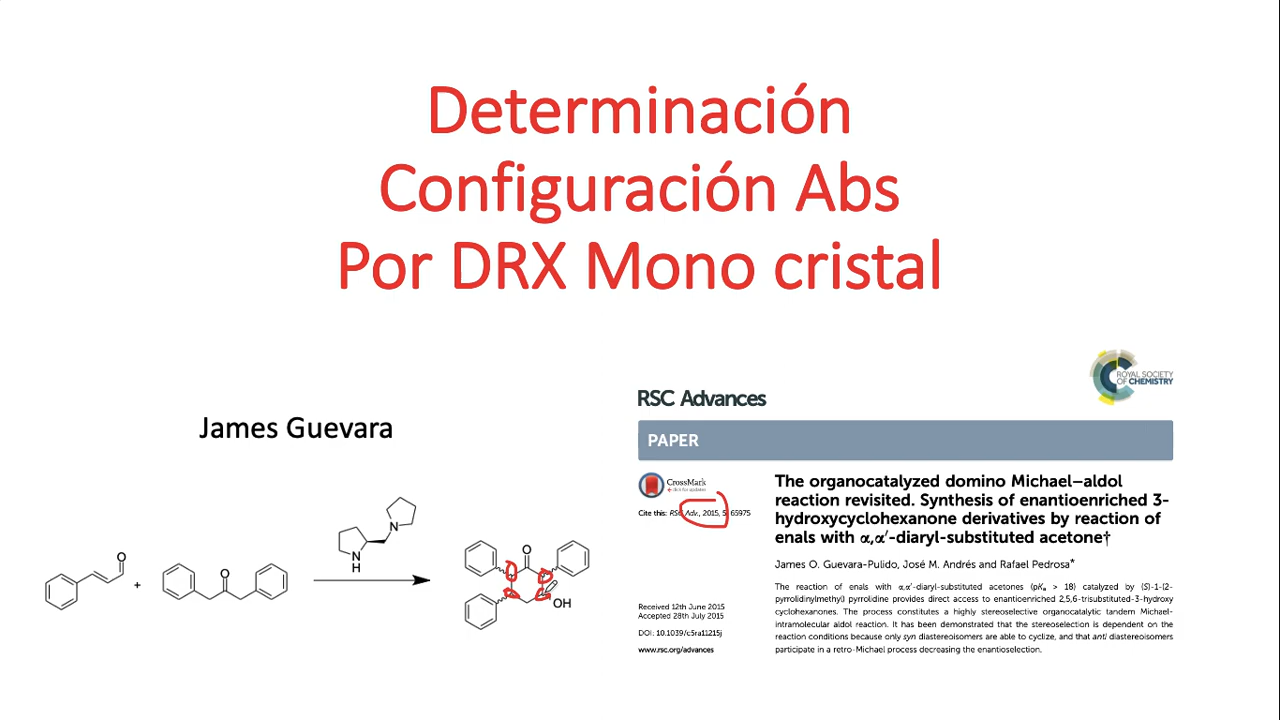 Determinación
Configuración Abs
Por DRX Mono cristal
James Guevara
O
+
O
N
N
H
O
OH
ROYAL SOCIETY
OF CHEMISTRY
RSC Advances
PAPER
CrossMark
click for updates
Cite this: RSC Adv., 2015, 5, 65975
The organocatalyzed domino Michael–aldol
reaction revisited. Synthesis of enantioenriched 3-
hydroxycyclohexanone derivatives by reaction of
enals with α,α′-diaryl-substituted acetone†
James O. Guevara-Pulido, José M. Andrés and Rafael Pedrosa*
The reaction of enals with α,α′-diaryl-substituted acetones (pKa > 18) catalyzed by (S)-1-(2-
pyrrolidinylmethyl) pyrrolidine provides direct access to enantioenriched 2,5,6-trisubstituted-3-hydroxy
cyclohexanones. The process constitutes a highly stereoselective organocatalytic tandem Michael-
intramolecular aldol reaction. It has been demonstrated that the stereoselection is dependent on the
reaction conditions because only syn diastereoisomers are able to cyclize, and that anti diastereoisomers
participate in a retro-Michael process decreasing the enantioselection.
Received 12th June 2015
Accepted 28th July 2015
DOI: 10.1039/c5ra11215j
www.rsc.org/advances